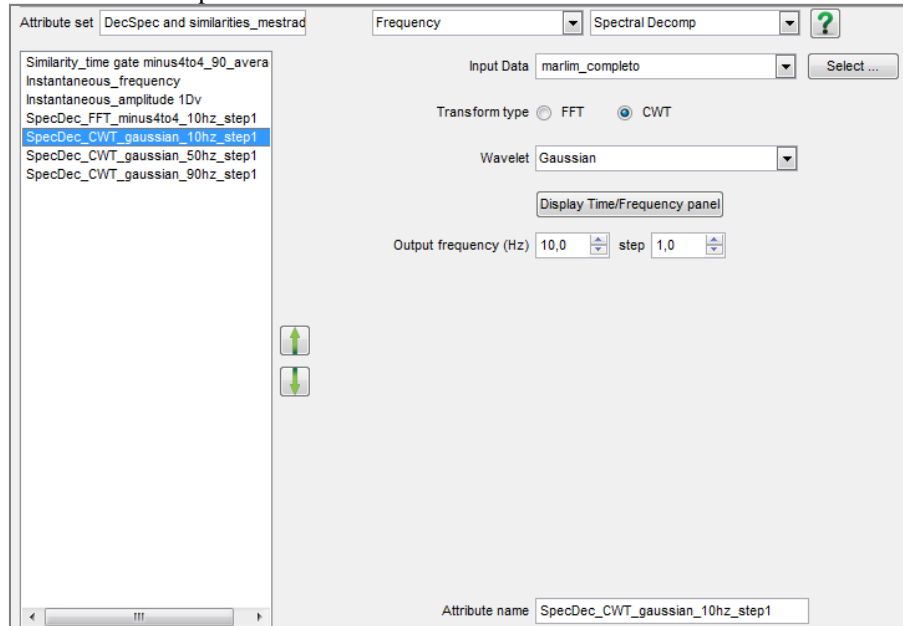 Attribute set DecSpec and similarities_mestrad Frequency Spectral Decomp ?
Similarity_time gate minus4to4_90_avera
Instantaneous_frequency
Instantaneous_amplitude 1Dv
SpecDec_FFT_minus4to4_10hz_step1
SpecDec_CWT_gaussian_10hz_step1
SpecDec_CWT_gaussian_50hz_step1
SpecDec_CWT_gaussian_90hz_step1
Input Data marlim_completo Select ...
Transform type FFT CWT
Wavelet Gaussian
Display Time/Frequency panel
Output frequency (Hz) 10,0 step 1,0
Attribute name SpecDec_CWT_gaussian_10hz_step1